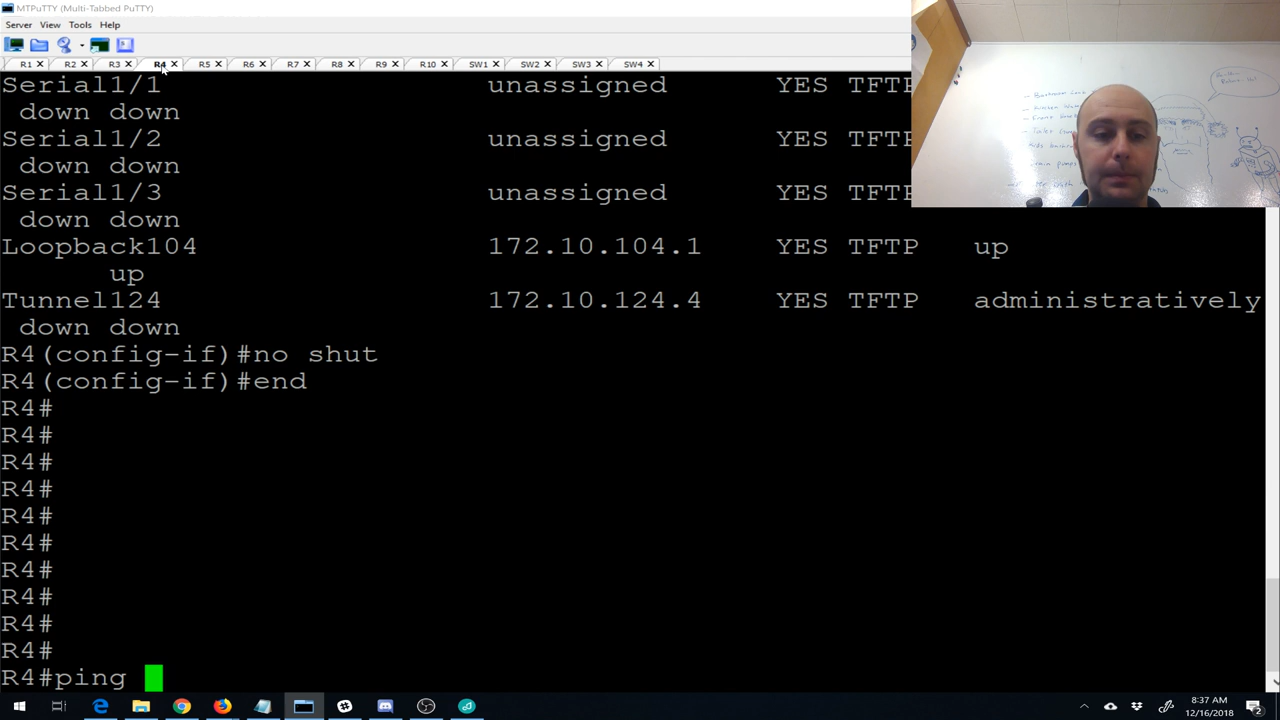 MTPuTTY (Multi-Tabbed PuTTY)
Server View Tools Help
R1 R2 R3 R4 R5 R6 R7 R8 R9 R10 SW1 SW2 SW3 SW4
Serial1/1 unassigned YES TFTP
down down
Serial1/2 unassigned YES TFTP
down down
Serial1/3 unassigned YES TFTP
down down
Loopback104 172.10.104.1 YES TFTP up
up
Tunnel124 172.10.124.4 YES TFTP administratively
down down
R4(config-if)#no shut
R4(config-if)#end
R4#
R4#
R4#
R4#
R4#
R4#
R4#
R4#
R4#
R4#
R4#ping
8:37 AM
12/16/2018
2